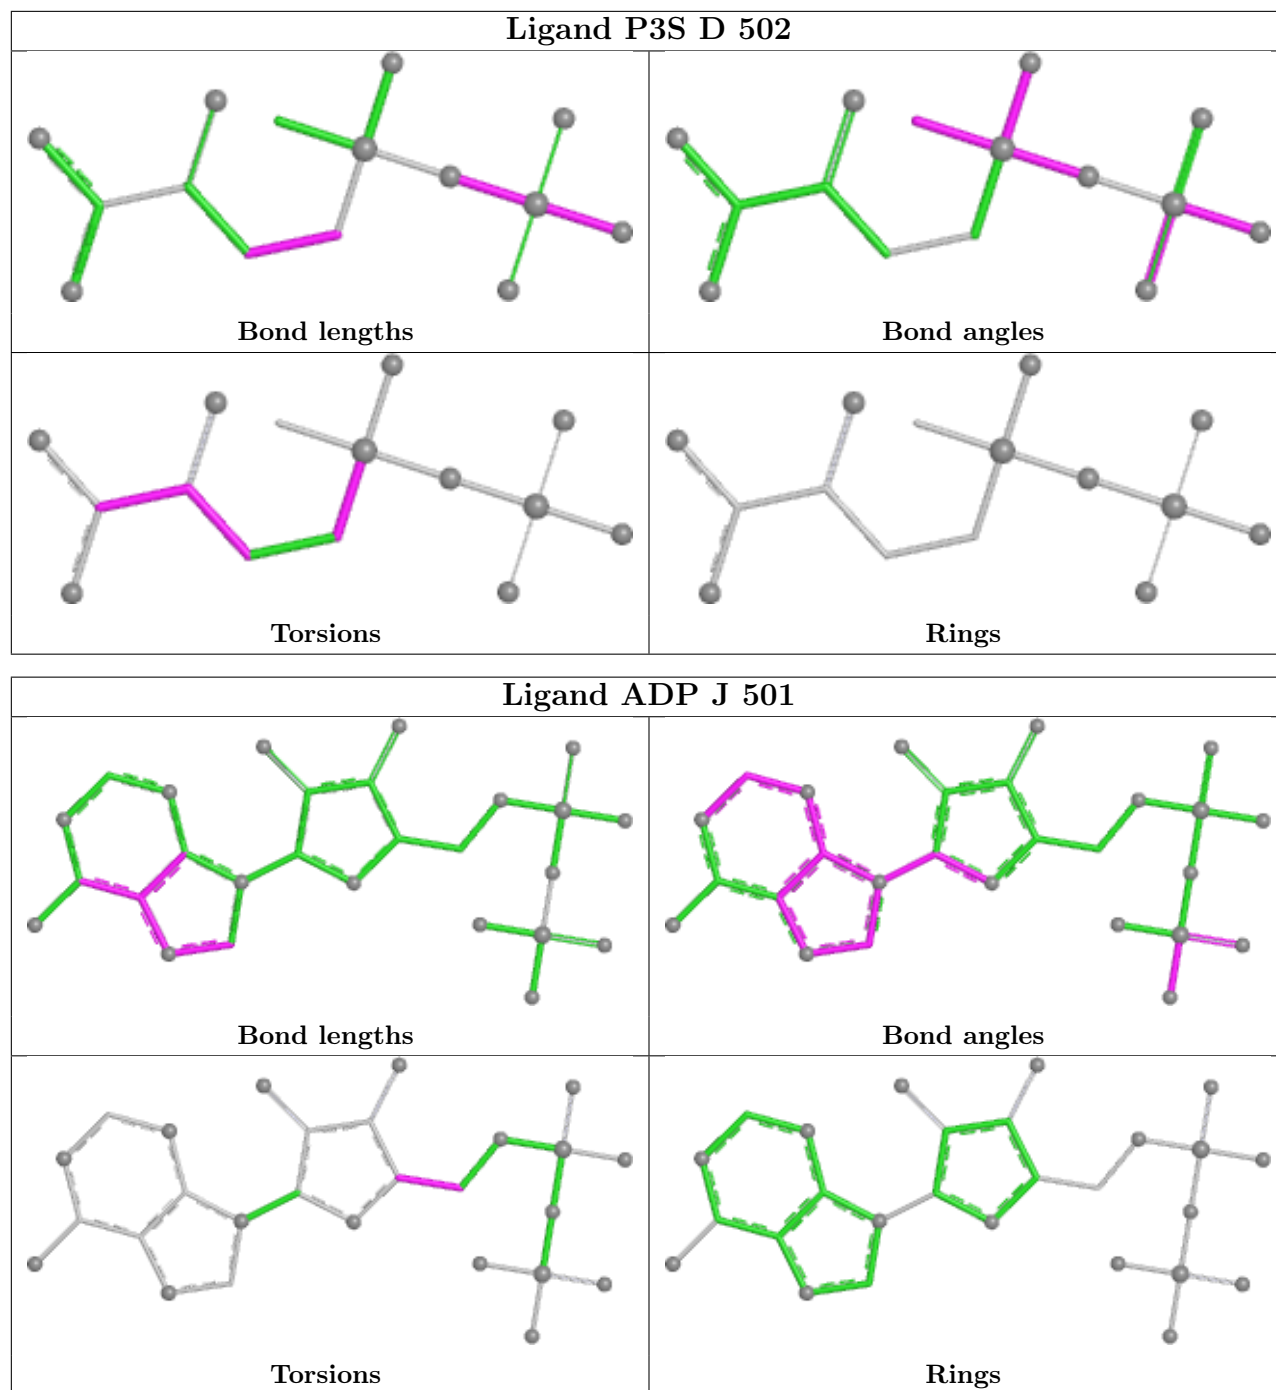 Ligand P3S D 502
Bond lengths
Bond angles
Torsions
Rings
Ligand ADP J 501
Bond lengths
Bond angles
Torsions
Rings